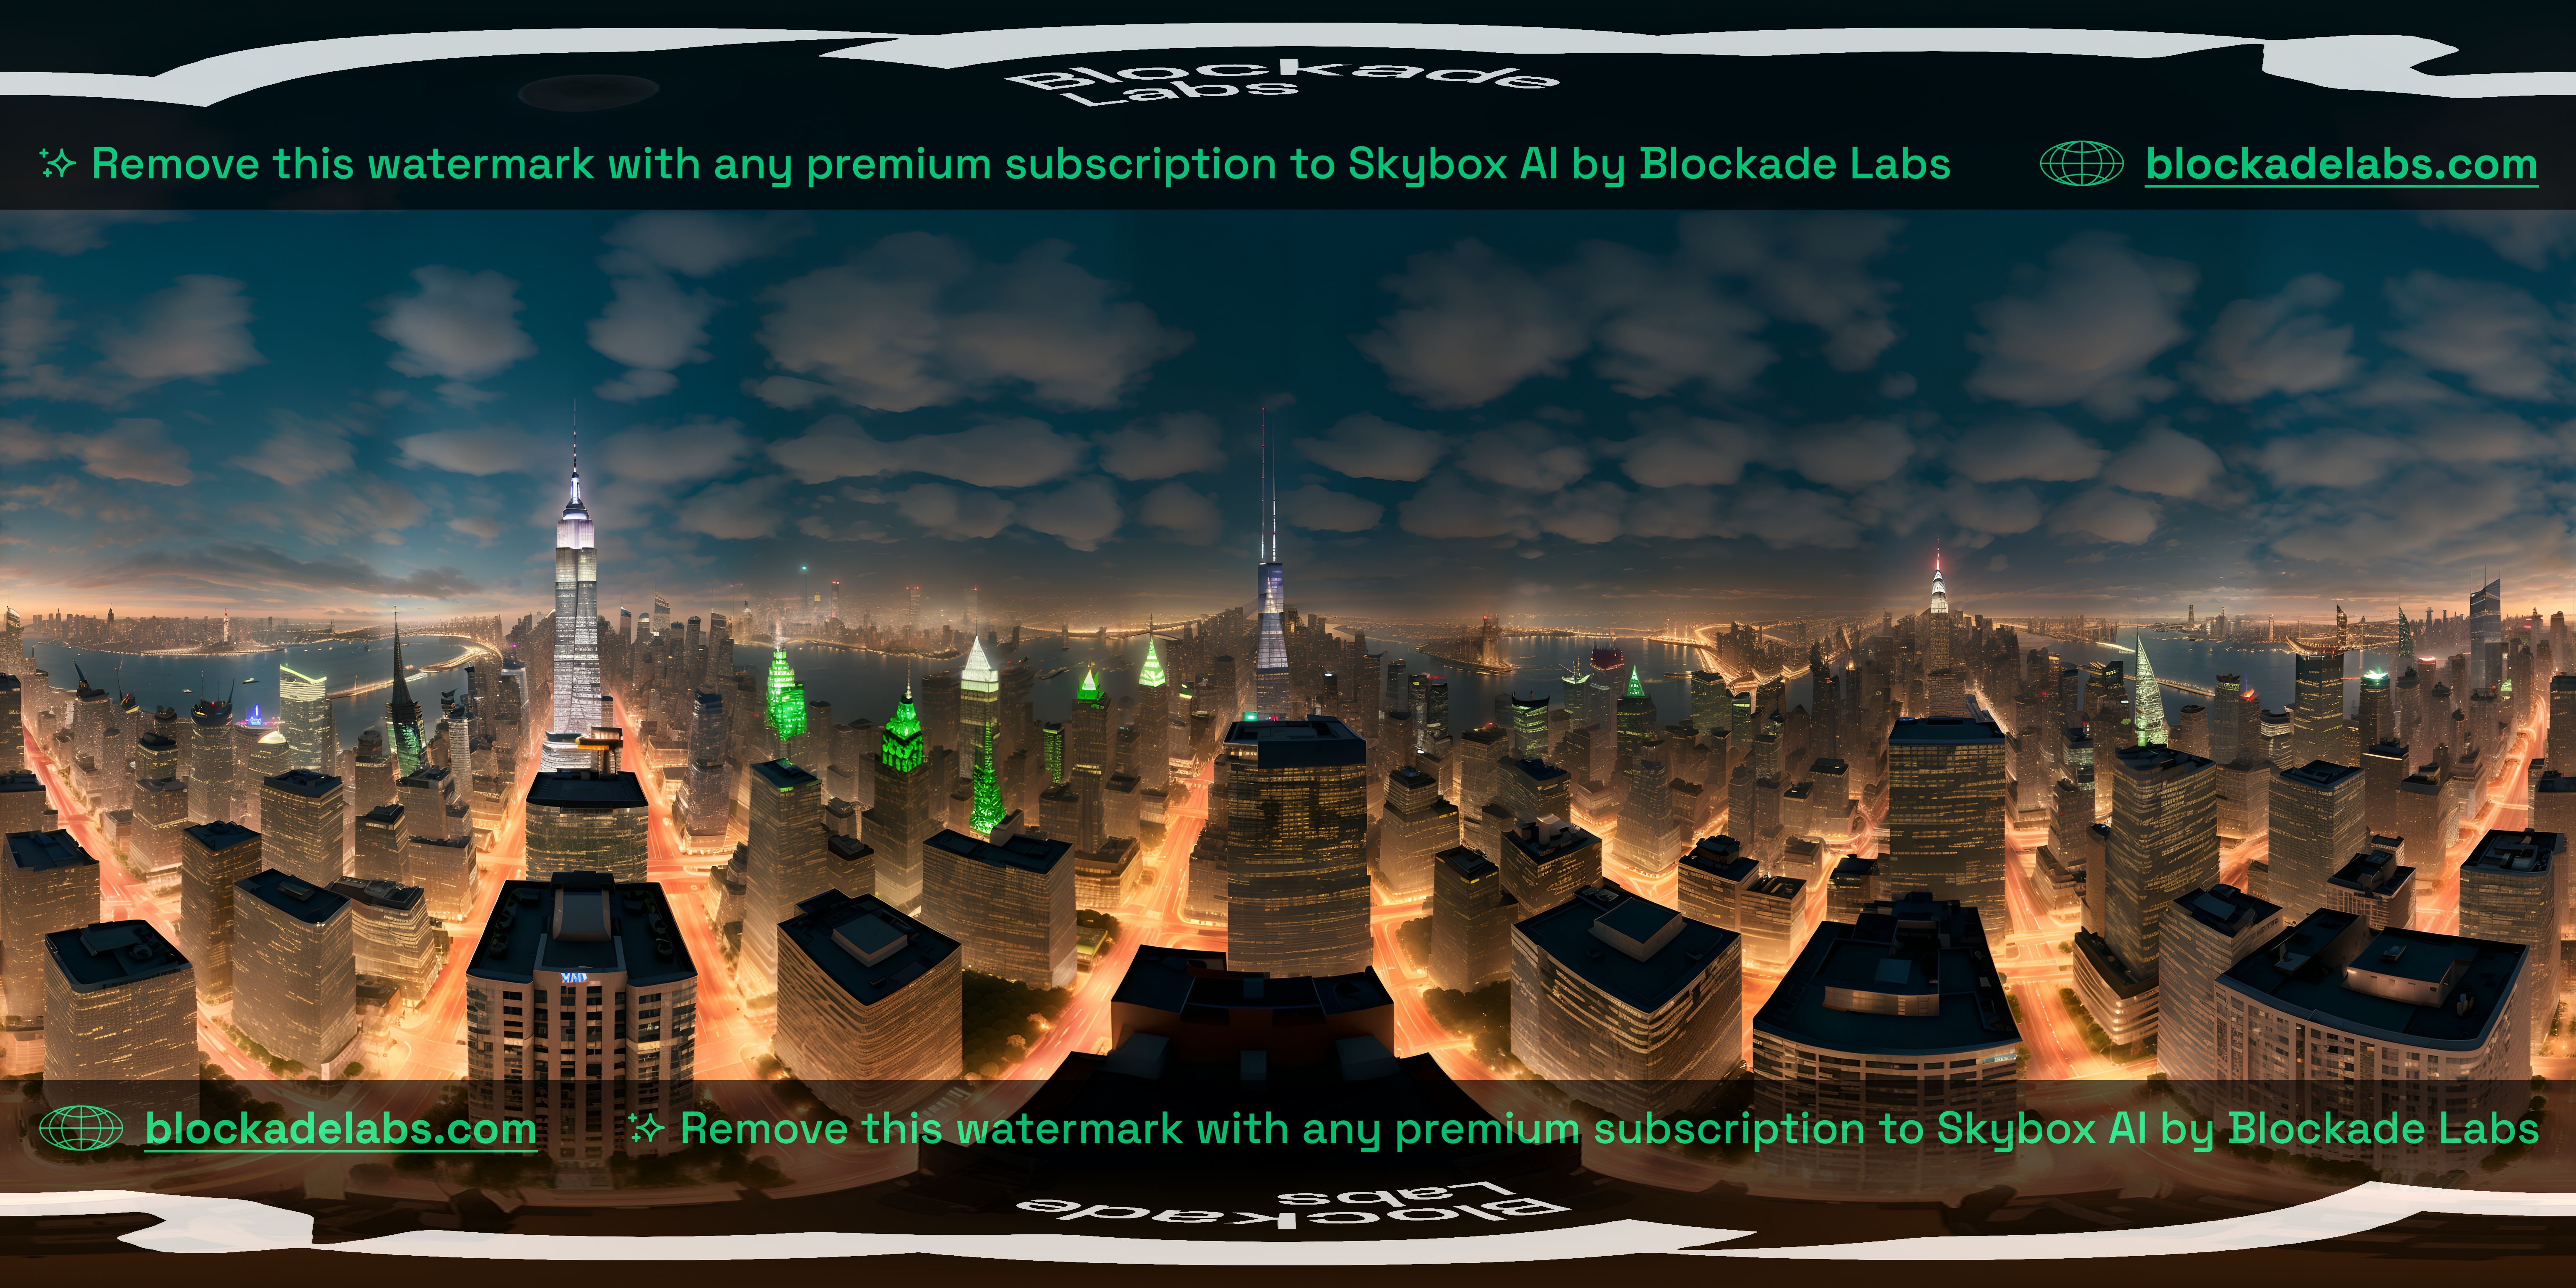 Blockade
Labs
Remove this watermark with any premium subscription to Skybox AI by Blockade Labs
blockadelabs.com
blockadelabs.com
Remove this watermark with any premium subscription to Skybox AI by Blockade Labs
Blockade
Labs